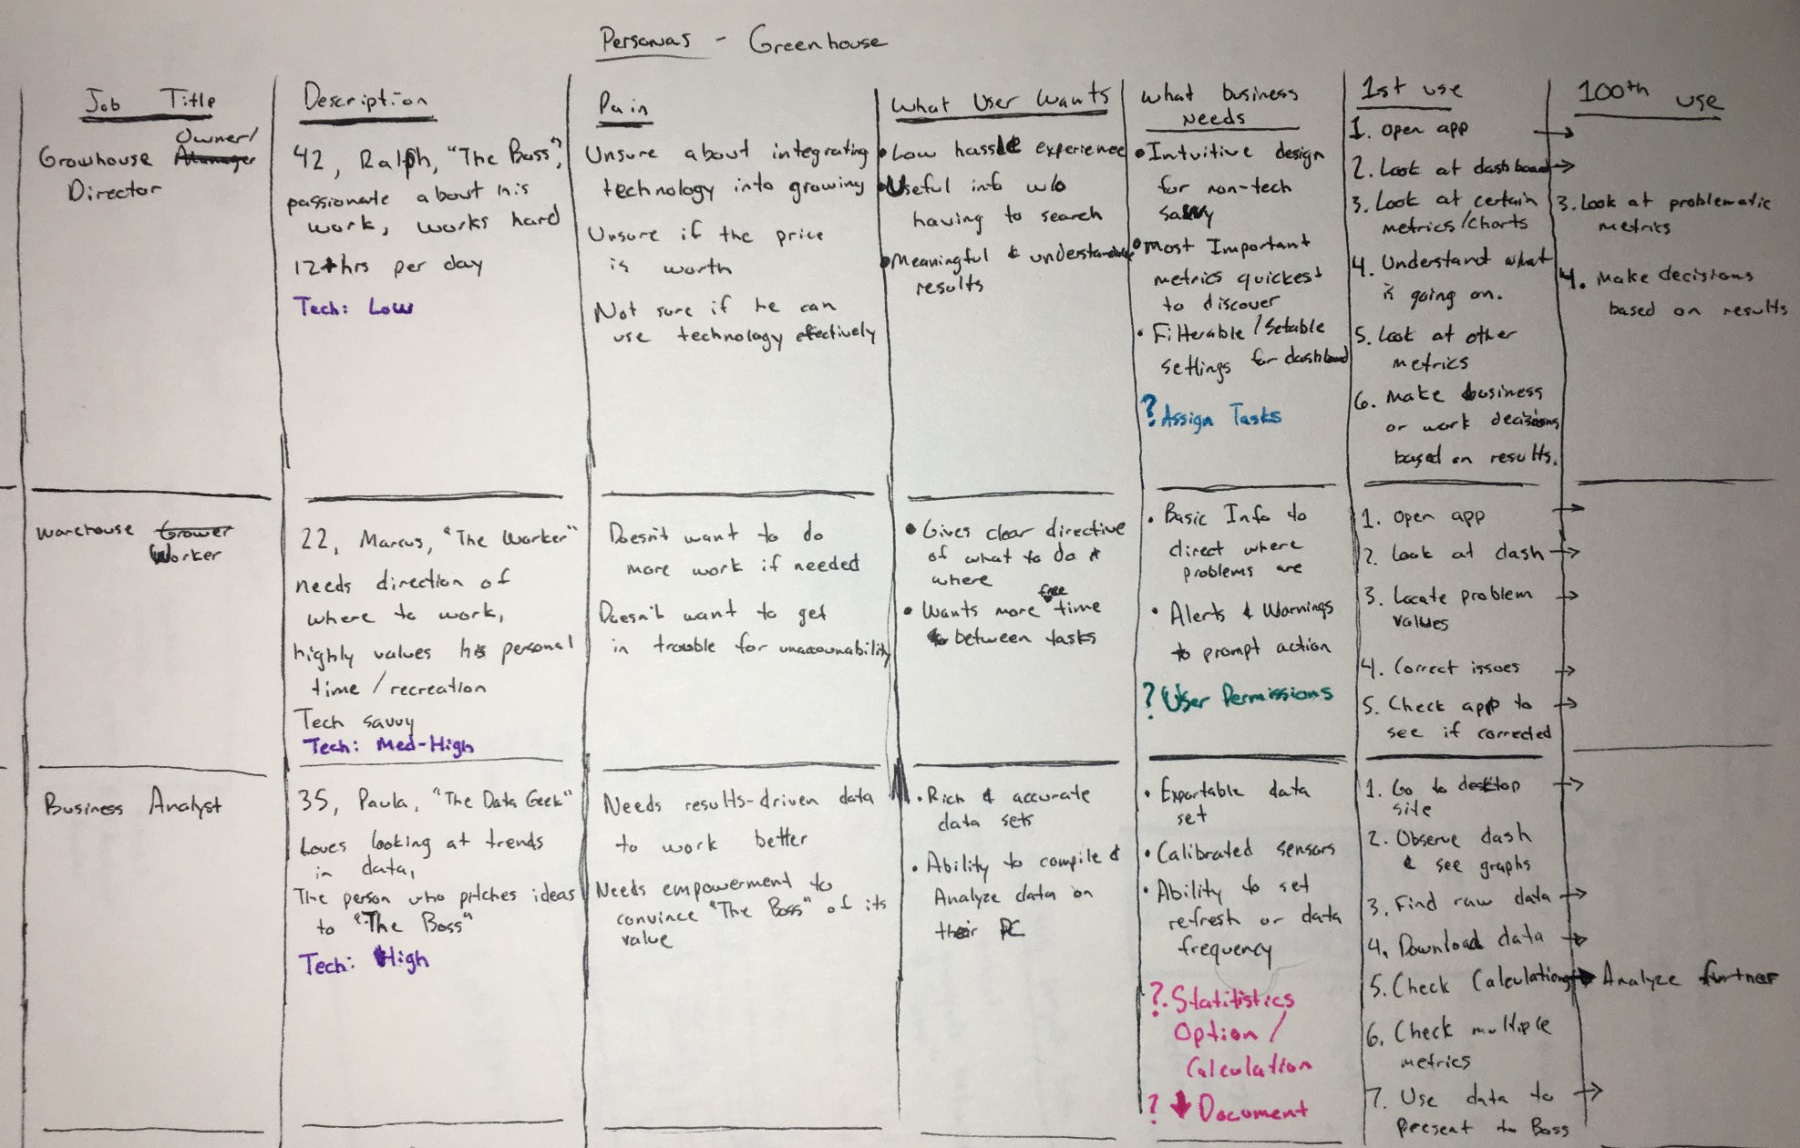 Personas - Greenhouse
Job Title
Growhouse Owner/
Manager
Director
Description
42, Ralph, "The Boss",
passionate about his
work, works hard
12+hrs per day
Tech: Low
Pain
Unsure about integrating
technology into growing
Unsure if the price
is worth
Not sure if he can
use technology effectively
What User Wants
• Low hassle experience
• Useful info w/o
having to search
• Meaningful & understandable
results
What business
Needs
• Intuitive design
for non-tech
savvy
• Most Important
metrics quickest
to discover
• Filterable/Setable
settings for dashboard
? Assign Tasks
1st use
1. Open app →
2. Look at dashboard →
3. Look at certain
metrics/charts
4. Understand what
is going on.
5. Look at other
metrics
6. Make business
or work decisions
based on results.
100th use
3. Look at problematic
metrics
4. Make decisions
based on results
Warehouse Grower
Worker
22, Marcus, "The Worker"
needs direction of
where to work,
highly values his personal
time / recreation
Tech savvy
Tech: Med-High
Doesn't want to do
more work if needed
Doesn't want to get
in trouble for unaccounability
• Gives clear directive
of what to do &
where
• Wants more free time
between tasks
• Basic Info to
direct where
problems are
• Alerts & Warnings
to prompt action
? User Permissions
1. Open app →
2. Look at dash →
3. Locate problem →
values
4. Correct issues →
5. Check app to →
see if corrected
Business Analyst
35, Paula, "The Data Geek"
Loves looking at trends
in data,
The person who pitches ideas
to "The Boss"
Tech: High
Needs results-driven data
to work better
Needs empowerment to
convince "The Boss" of its
value
• Rich & accurate
data sets
• Ability to compile &
Analyze data on
their PC
• Exportable data
set
• Calibrated sensors
• Ability to set
refresh or data
frequency
?. Statitistics
Option /
Calculation
? ↓ Document
1. Go to desktop →
site
2. Observe dash
& see graphs
3. Find raw data →
4. Download data →
5. Check Calculations → Analyze further
6. Check multiple
metrics
7. Use data to →
present to Boss